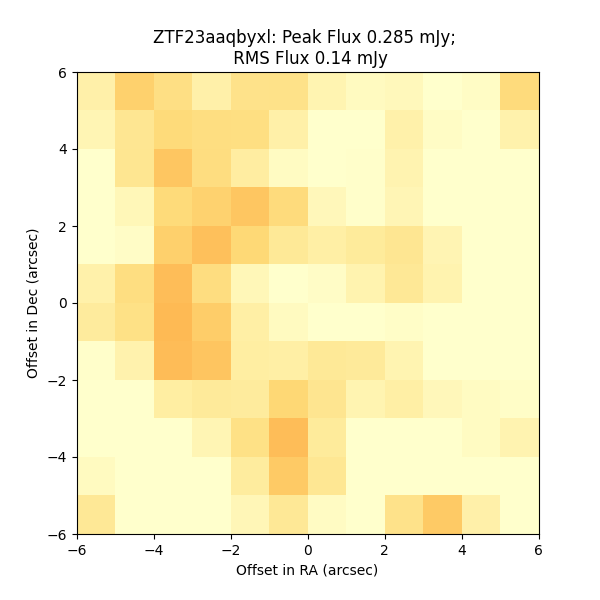 ZTF23aaqbyxl: Peak Flux 0.285 mJy;
RMS Flux 0.14 mJy
6
4
2
0
−2
−4
−6
Offset in Dec (arcsec)
−6 −4 −2 0 2 4 6
Offset in RA (arcsec)